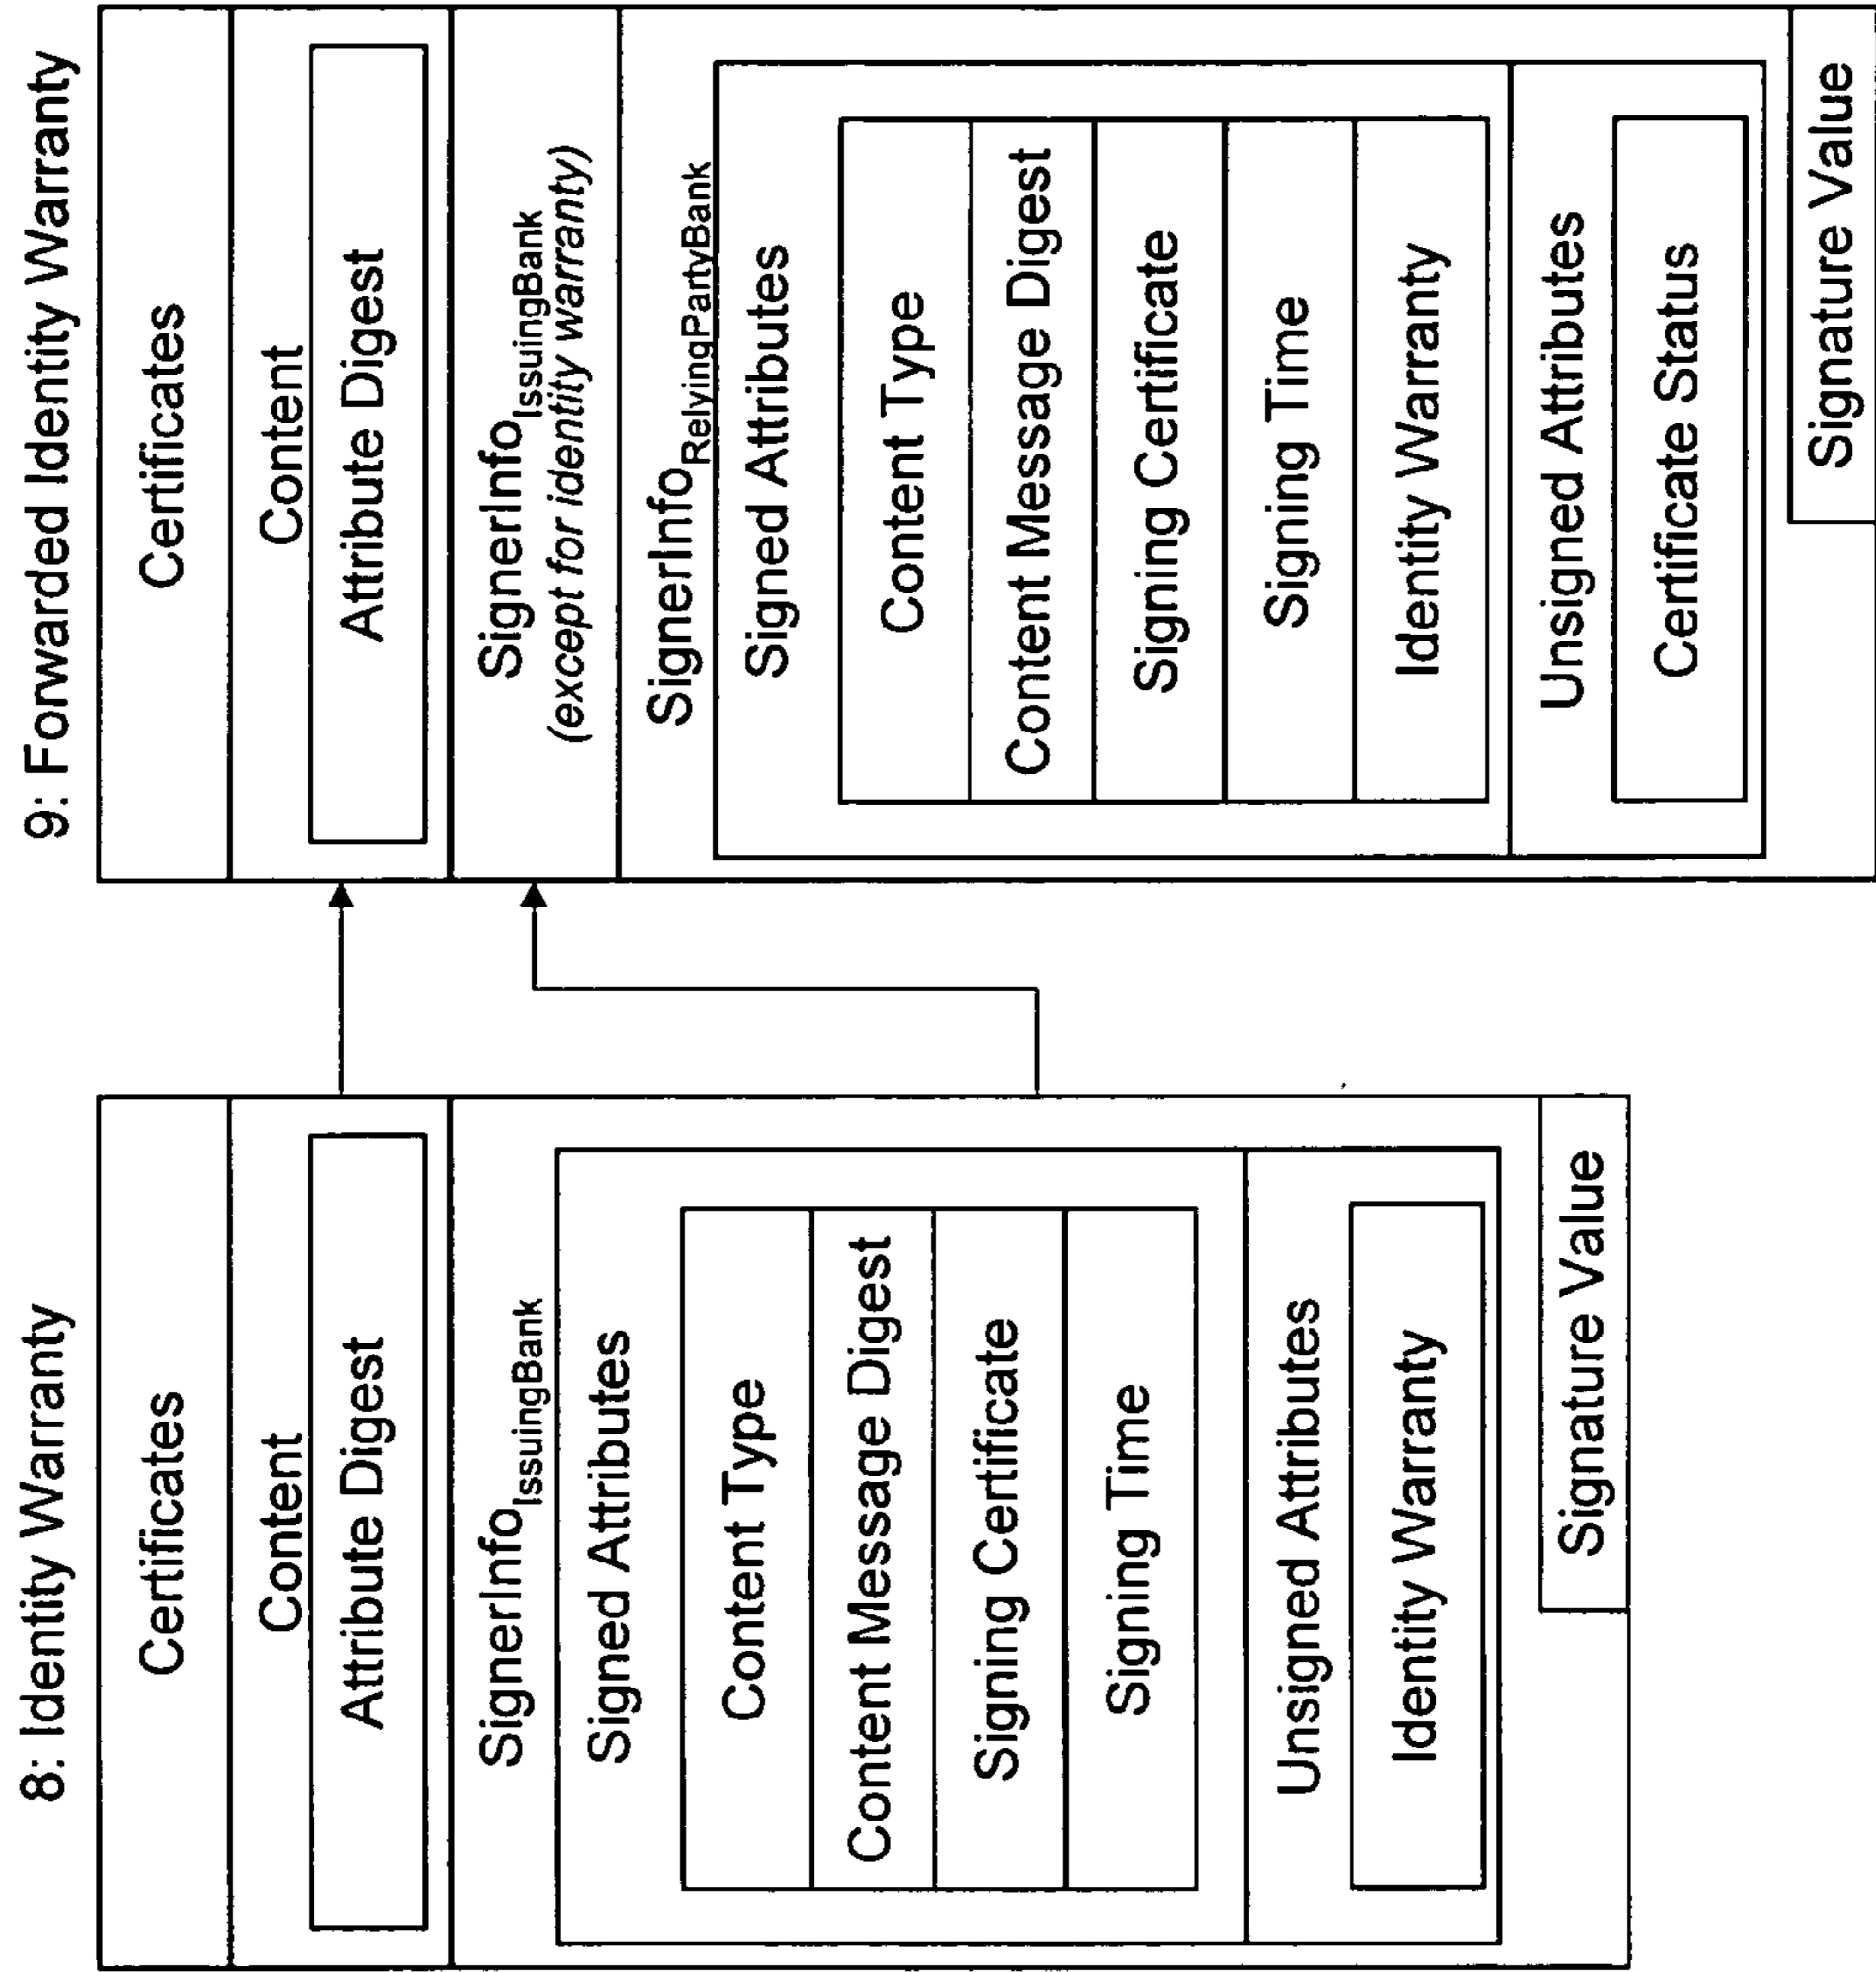 8: Identity Warranty
Certificates
Content
Attribute Digest
SignerInfoIssuingBank
Signed Attributes
Content Type
Content Message Digest
Signing Certificate
Signing Time
Unsigned Attributes
Identity Warranty
Signature Value
9: Forwarded Identity Warranty
Certificates
Content
Attribute Digest
SignerInfoIssuingBank
(except for identity warranty)
SignerInfoRelyingPartyBank
Signed Attributes
Content Type
Content Message Digest
Signing Certificate
Signing Time
Identity Warranty
Unsigned Attributes
Certificate Status
Signature Value